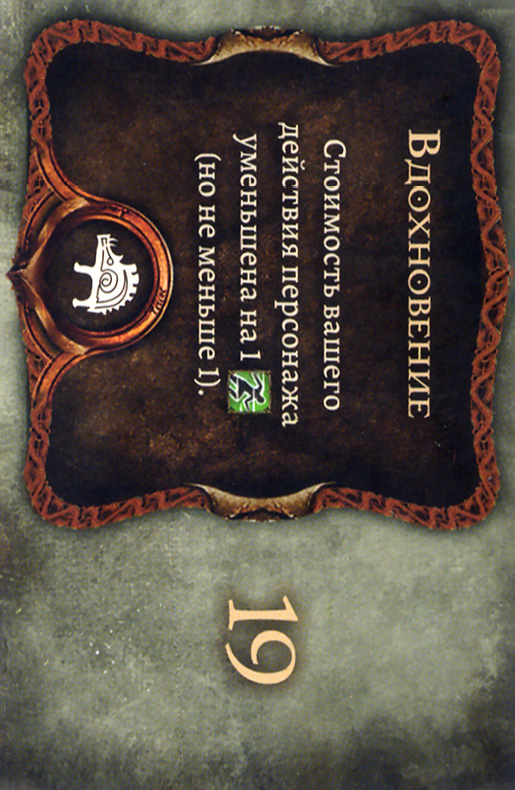 Вдохновение
Стоимость вашего
действия персонажа
уменьшена на 1
(но не меньше 1).
19